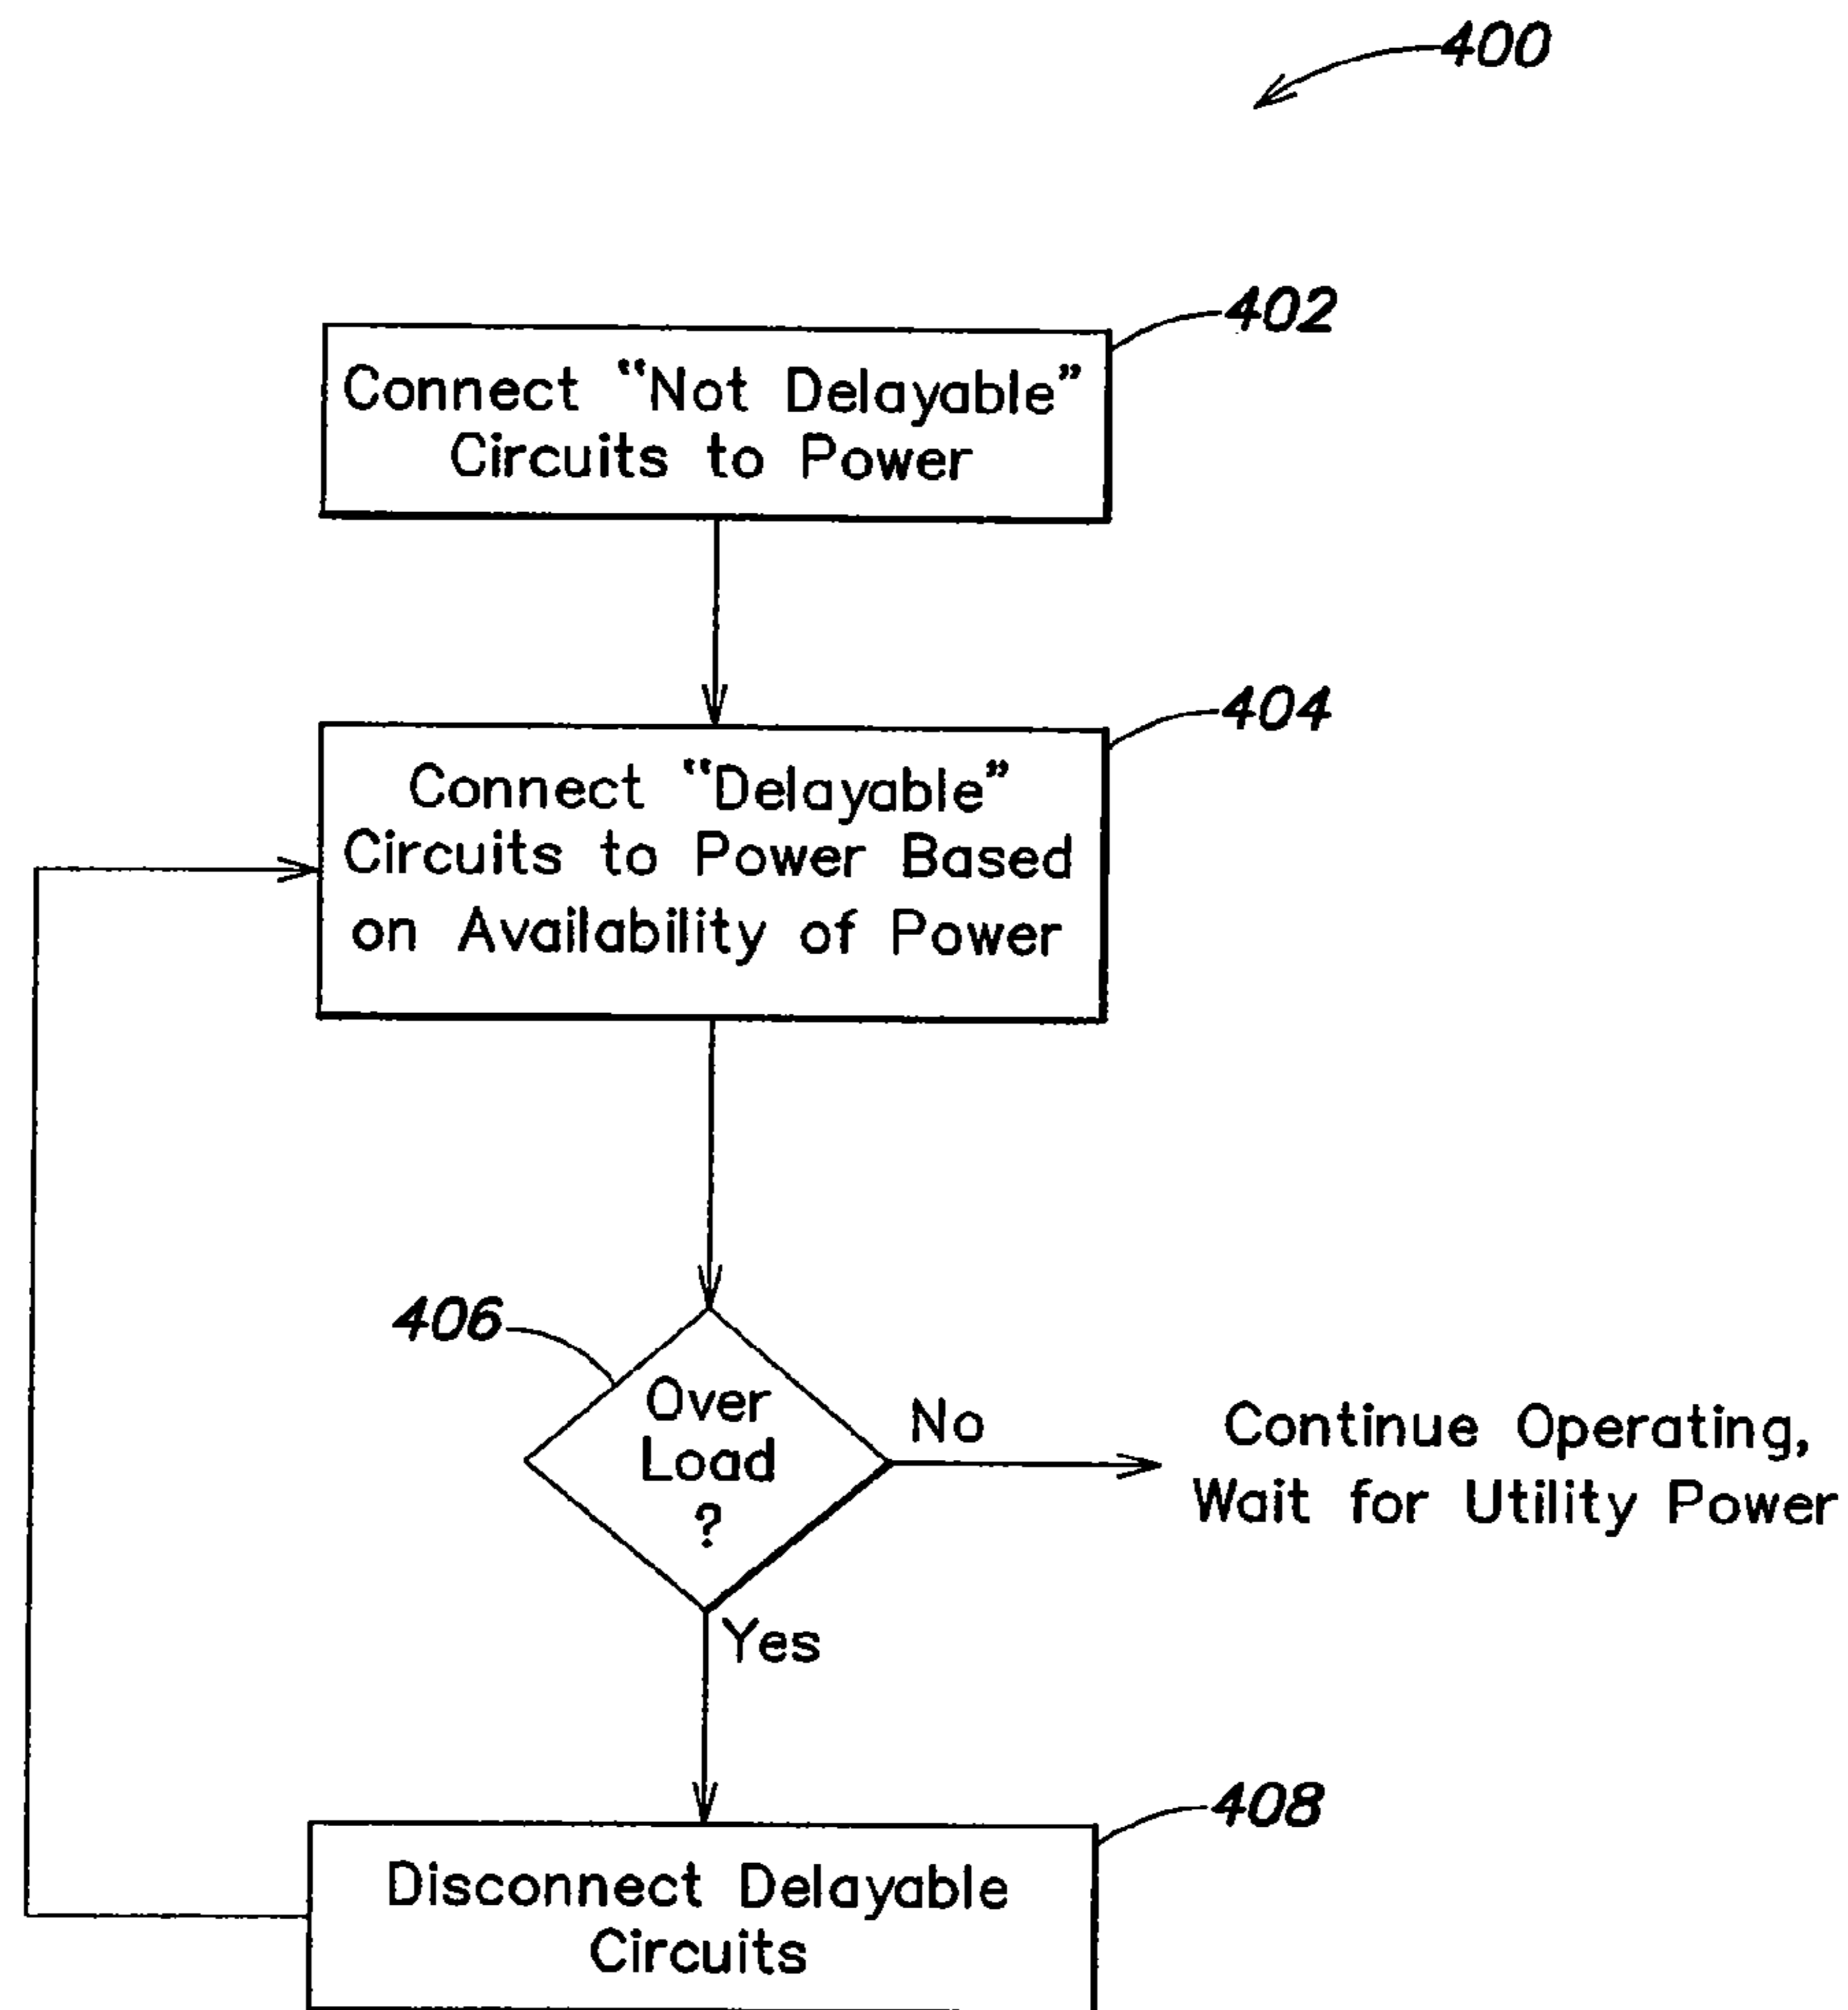 400
402
Connect “Not Delayable”
Circuits to Power
404
Connect “Delayable”
Circuits to Power Based
on Availability of Power
406
Over
Load
?
No
Continue Operating,
Wait for Utility Power
Yes
408
Disconnect Delayable
Circuits